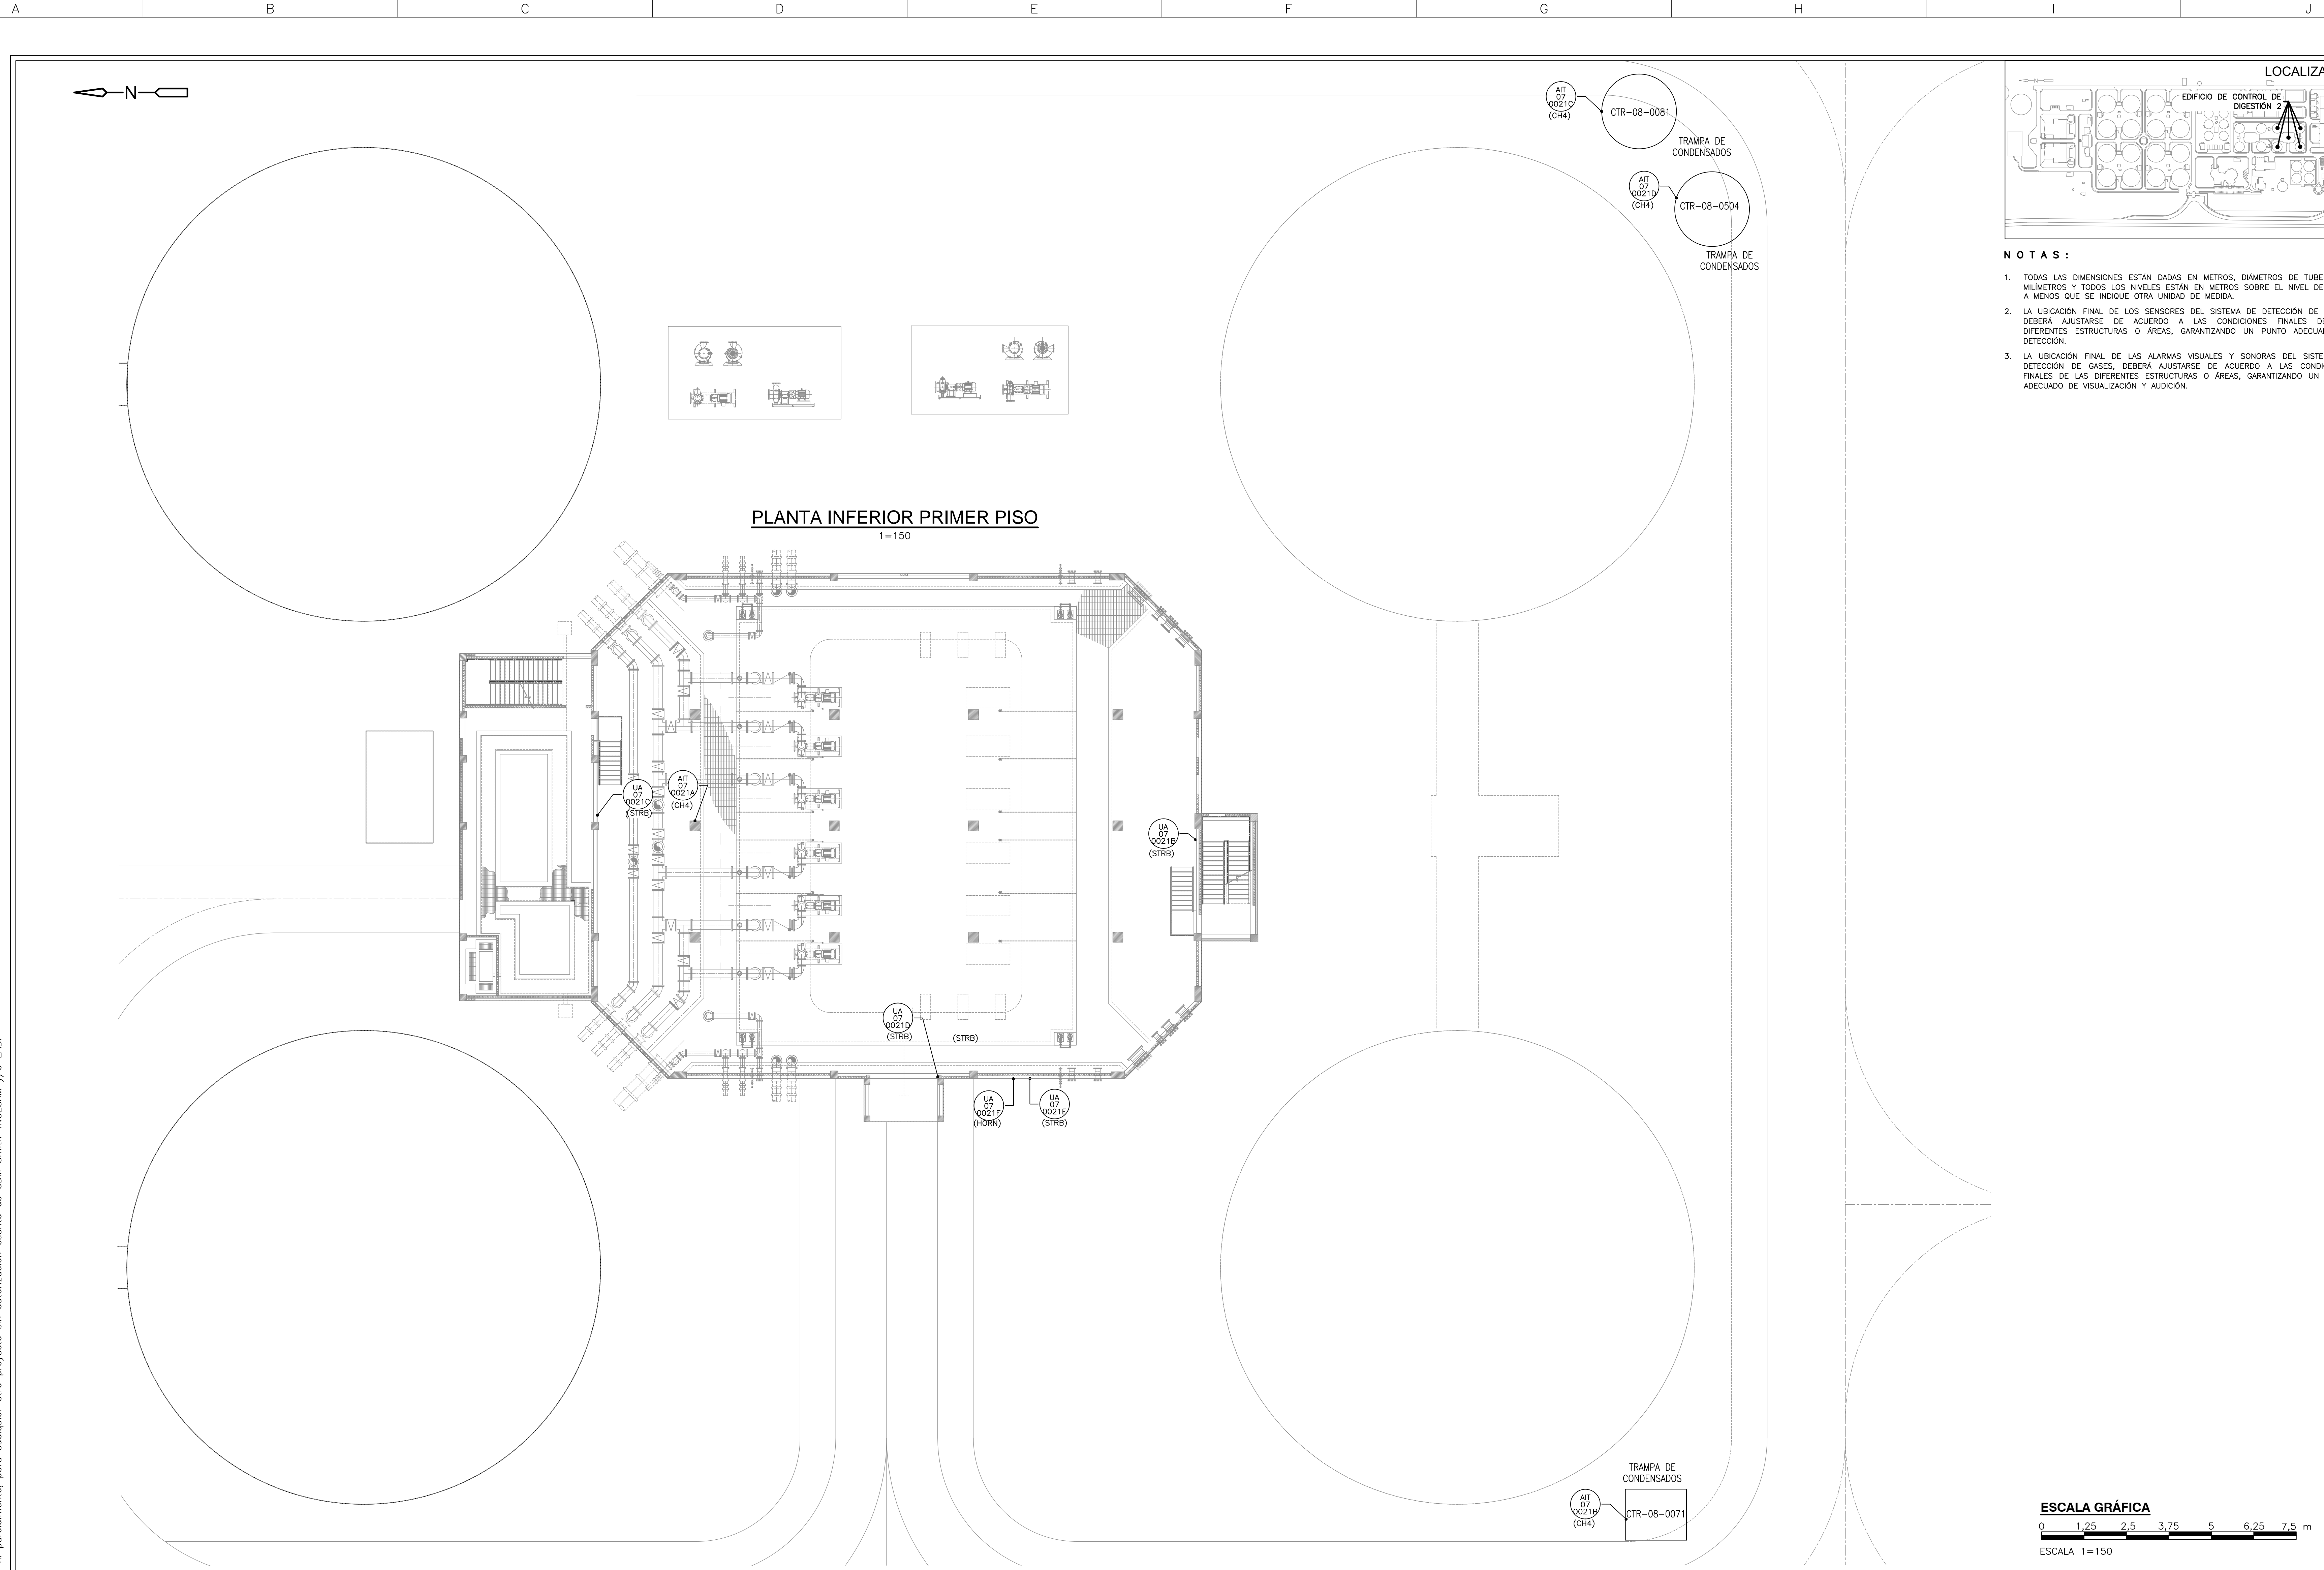 A B C D E F G H I J
N
LOCALIZA
N
EDIFICIO DE CONTROL DE
DIGESTIÓN 2
AIT
07
0021C
(CH4)
CTR-08-0081
TRAMPA DE
CONDENSADOS
AIT
07
0021D
(CH4)
CTR-08-0504
TRAMPA DE
CONDENSADOS
NOTAS:
1. TODAS LAS DIMENSIONES ESTÁN DADAS EN METROS, DIÁMETROS DE TUBE
MILÍMETROS Y TODOS LOS NIVELES ESTÁN EN METROS SOBRE EL NIVEL DE
A MENOS QUE SE INDIQUE OTRA UNIDAD DE MEDIDA.
2. LA UBICACIÓN FINAL DE LOS SENSORES DEL SISTEMA DE DETECCIÓN DE
DEBERÁ AJUSTARSE DE ACUERDO A LAS CONDICIONES FINALES DE
DIFERENTES ESTRUCTURAS O ÁREAS, GARANTIZANDO UN PUNTO ADECUA
DETECCIÓN.
3. LA UBICACIÓN FINAL DE LAS ALARMAS VISUALES Y SONORAS DEL SISTE
DETECCIÓN DE GASES, DEBERÁ AJUSTARSE DE ACUERDO A LAS CONDI
FINALES DE LAS DIFERENTES ESTRUCTURAS O ÁREAS, GARANTIZANDO UN
ADECUADO DE VISUALIZACIÓN Y AUDICIÓN.
PLANTA INFERIOR PRIMER PISO
1=150
UA
07
0021C
(STRB)
AIT
07
0021A
(CH4)
UA
07
0021B
(STRB)
UA
07
0021D
(STRB)
(STRB)
UA
07
0021F
(HORN)
UA
07
0021E
(STRB)
TRAMPA DE
CONDENSADOS
AIT
07
0021B
(CH4)
CTR-08-0071
ESCALA GRÁFICA
0 1,25 2,5 3,75 5 6,25 7,5 m
ESCALA 1=150